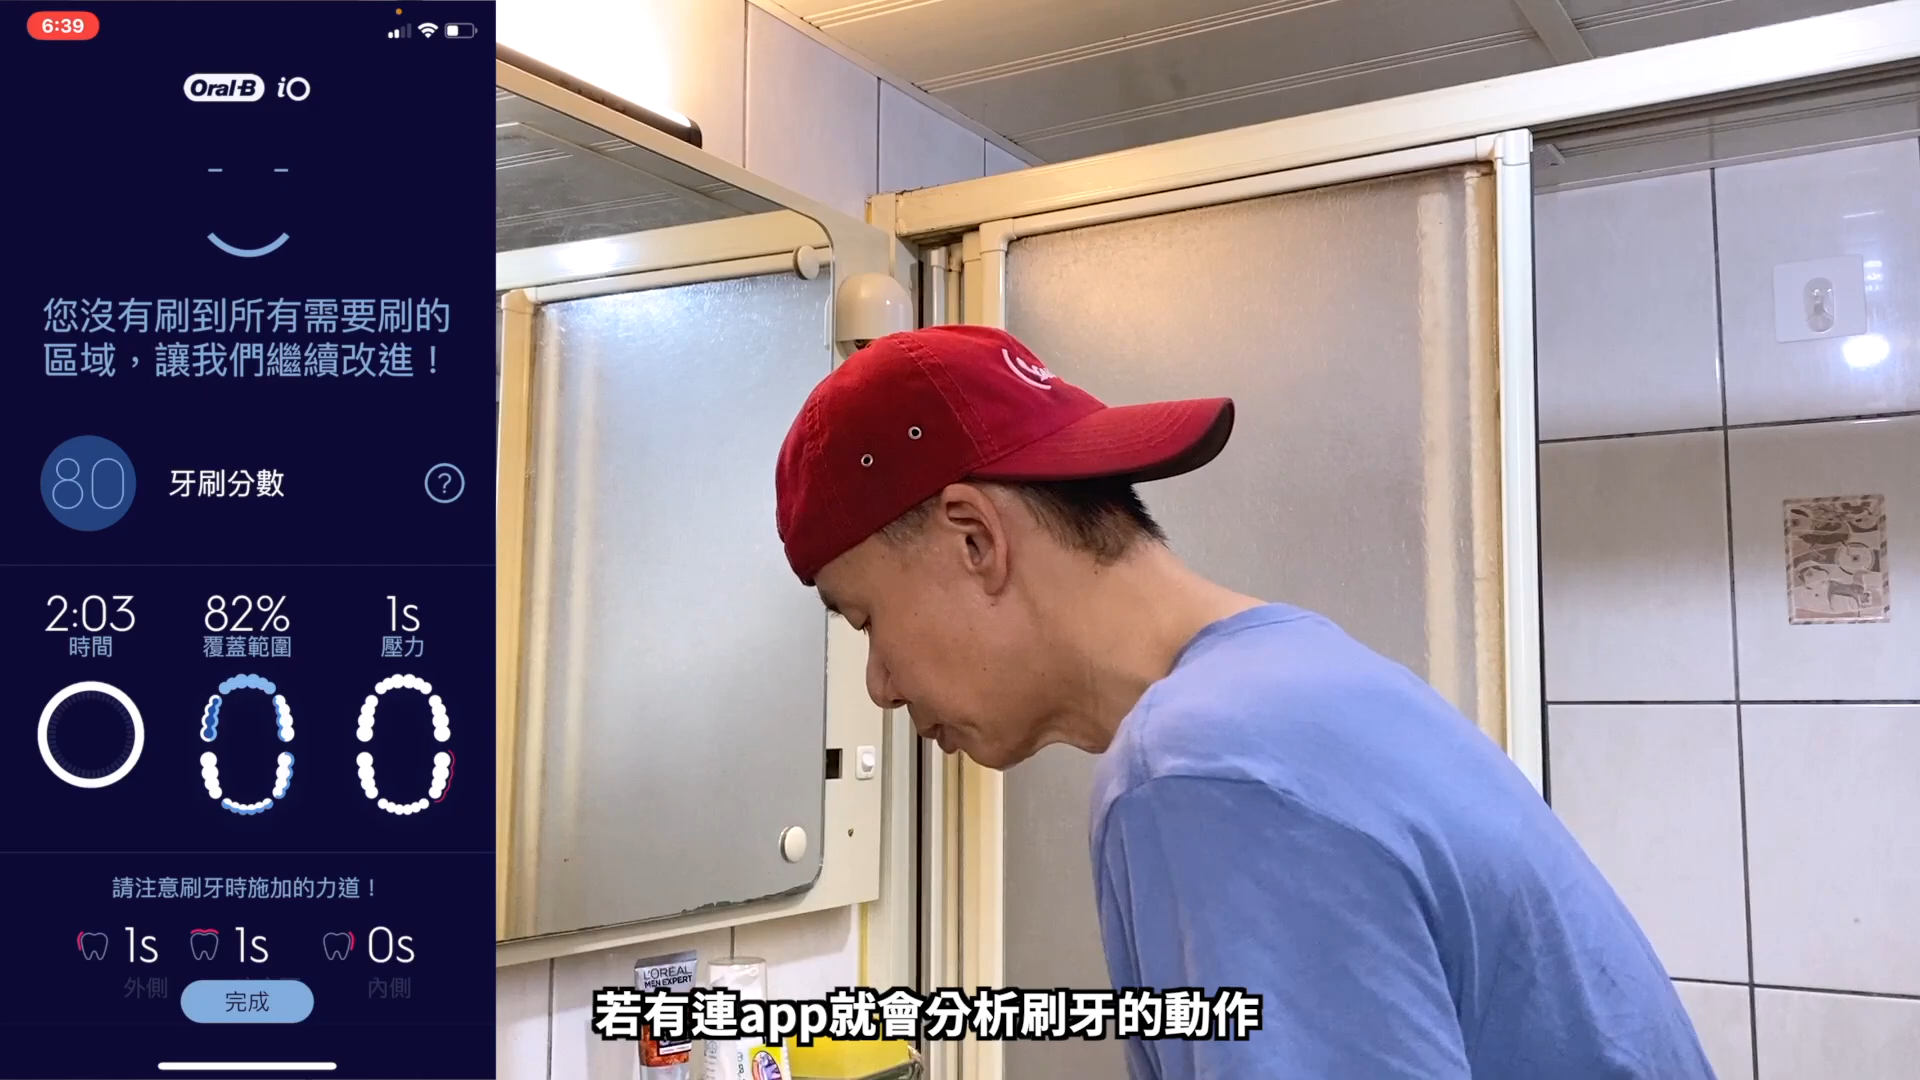 6:39
Oral-B iO
您沒有刷到所有需要刷的
區域，讓我們繼續改進！
80 牙刷分數 ?
2:03 82% 1s
時間 覆蓋範圍 壓力
請注意刷牙時施加的力道！
1s 1s 0s
外側 內側
完成
L'ORÉAL
MEN EXPERT
若有連app就會分析刷牙的動作